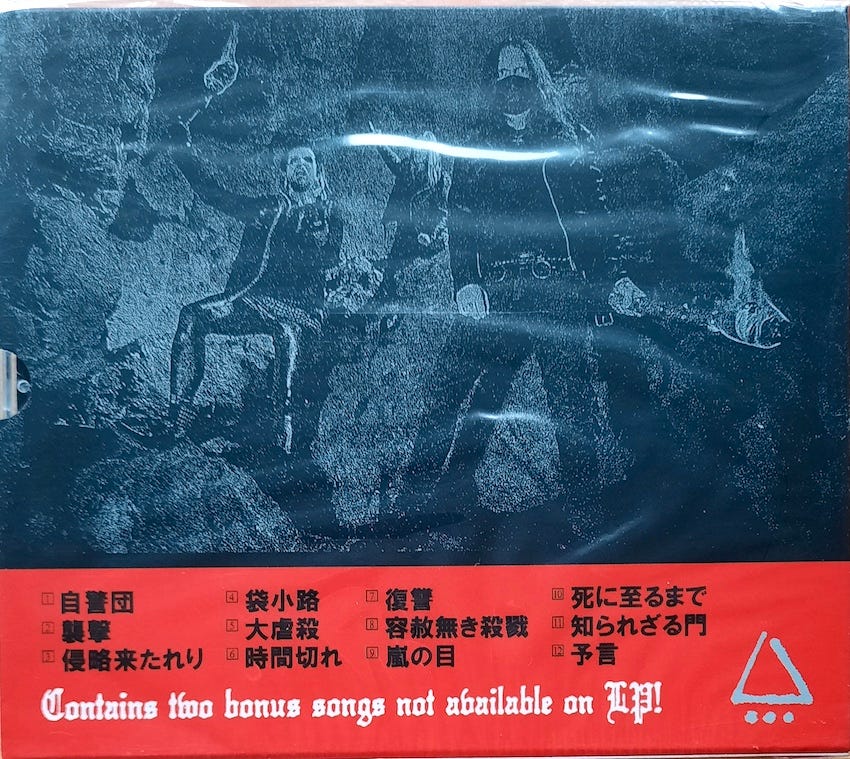 1 自警団
2 襲撃
3 侵略来たれり
4 袋小路
5 大虐殺
6 時間切れ
7 復讐
8 容赦無き殺戮
9 嵐の目
10 死に至るまで
11 知られざる門
12 予言
Contains two bonus songs not available on LP!